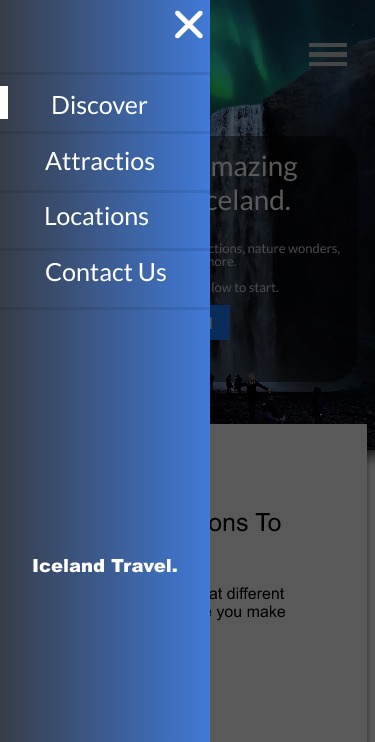 Discover
Attractios
Locations
Contact Us
Iceland Travel.
mazing
celand.
ctions, nature wonders,
nore.
low to start.
ons To
at different
you make